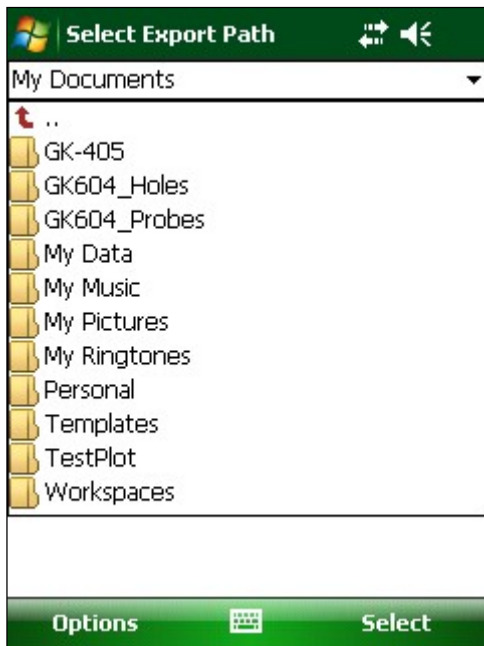 Select Export Path
My Documents
..
GK-405
GK604_Holes
GK604_Probes
My Data
My Music
My Pictures
My Ringtones
Personal
Templates
TestPlot
Workspaces
Options Select